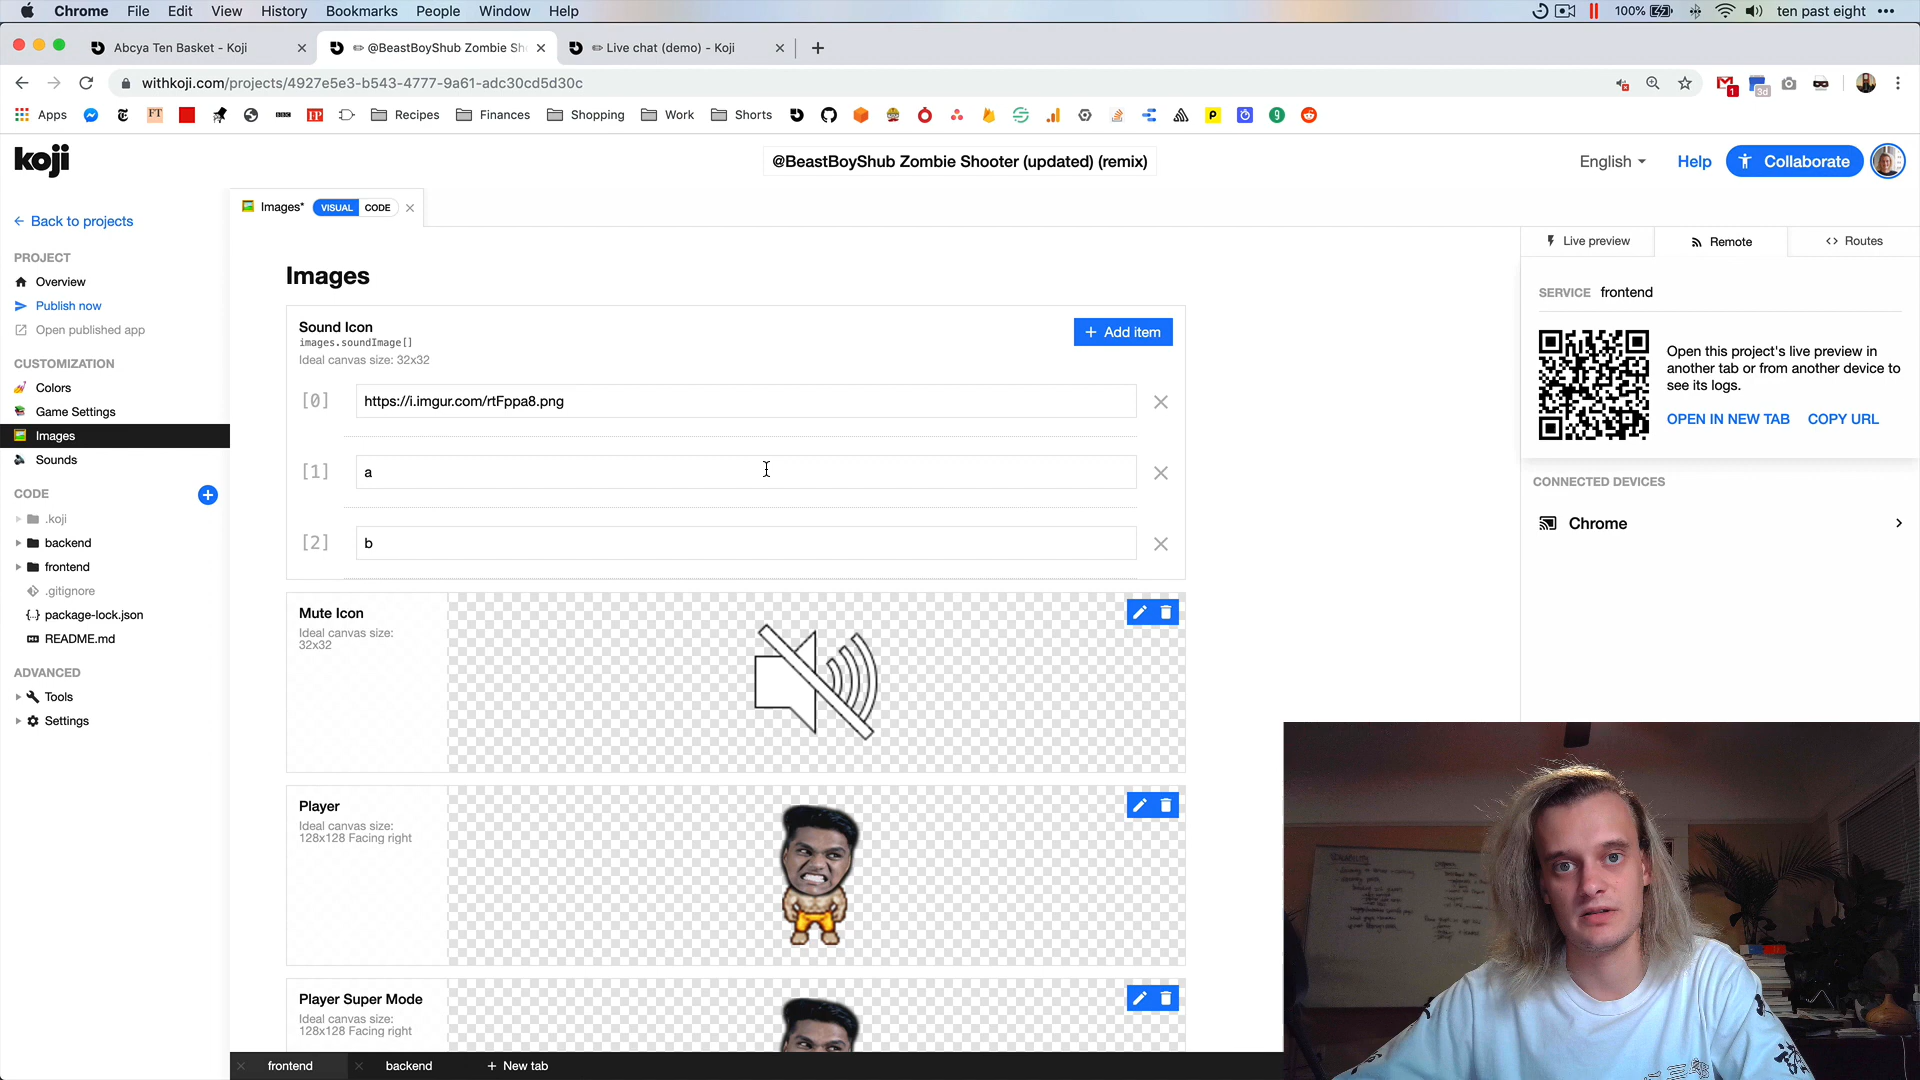 Chrome File Edit View History Bookmarks People Window Help 100% ten past eight
Abcya Ten Basket - Koji
@BeastBoyShub Zombie Sh
Live chat (demo) - Koji
withkoji.com/projects/4927e5e3-b543-4777-9a61-adc30cd5d30c
1
3d
Apps FT BBC Recipes Finances Shopping Work Shorts
koji
@BeastBoyShub Zombie Shooter (updated) (remix)
English
Help
Collaborate
Back to projects
PROJECT
Overview
Publish now
Open published app
CUSTOMIZATION
Colors
Game Settings
Images
Sounds
CODE
.koji
backend
frontend
.gitignore
package-lock.json
README.md
ADVANCED
Tools
Settings
Images* VISUAL CODE
Images
Sound Icon
images.soundImage[]
Ideal canvas size: 32x32
+ Add item
[0] https://i.imgur.com/rtFppa8.png
[1] a
[2] b
Mute Icon
Ideal canvas size:
32x32
Player
Ideal canvas size:
128x128 Facing right
Player Super Mode
Ideal canvas size:
128x128 Facing right
frontend
backend
+ New tab
Live preview
Remote
<> Routes
SERVICE frontend
Open this project's live preview in
another tab or from another device to
see its logs.
OPEN IN NEW TAB COPY URL
CONNECTED DEVICES
Chrome